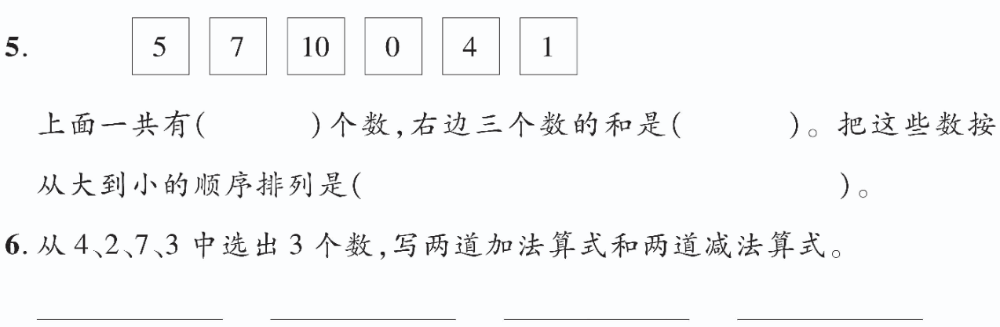 5. 5 7 10 0 4 1
上面一共有( )个数,右边三个数的和是( )。把这些数按
从大到小的顺序排列是( )。
6. 从 4、2、7、3 中选出 3 个数,写两道加法算式和两道减法算式。